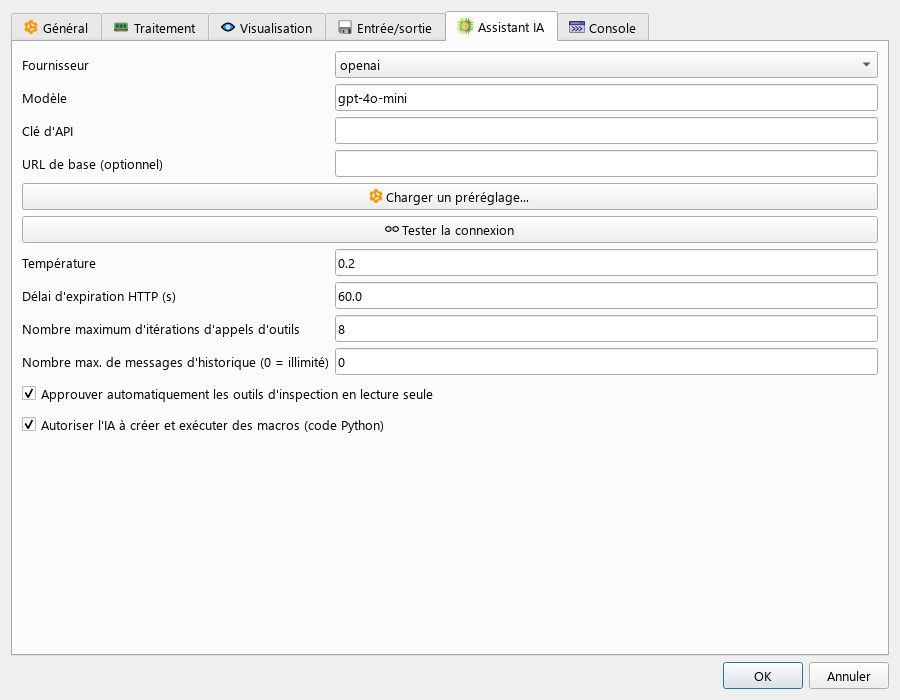 Général Traitement Visualisation Entrée/sortie Assistant IA Console
Fournisseur openai
Modèle gpt-4o-mini
Clé d'API
URL de base (optionnel)
Charger un préréglage...
Tester la connexion
Température 0.2
Délai d'expiration HTTP (s) 60.0
Nombre maximum d'itérations d'appels d'outils 8
Nombre max. de messages d'historique (0 = illimité) 0
Approuver automatiquement les outils d'inspection en lecture seule
Autoriser l'IA à créer et exécuter des macros (code Python)
OK Annuler